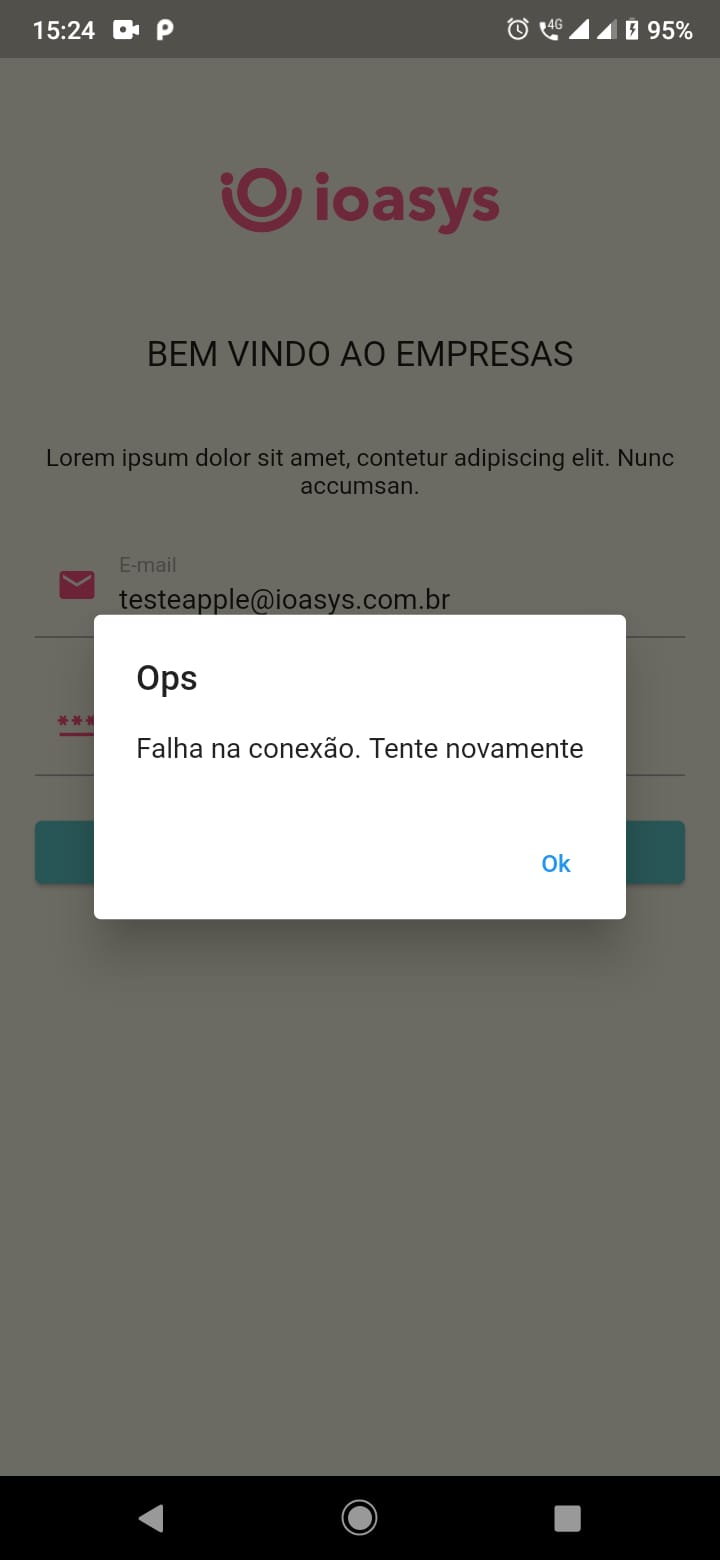 15:24
4G
95%
ioasys
BEM VINDO AO EMPRESAS
Lorem ipsum dolor sit amet, contetur adipiscing elit. Nunc
accumsan.
E-mail
testeapple@ioasys.com.br
***
Ops
Falha na conexão. Tente novamente
Ok